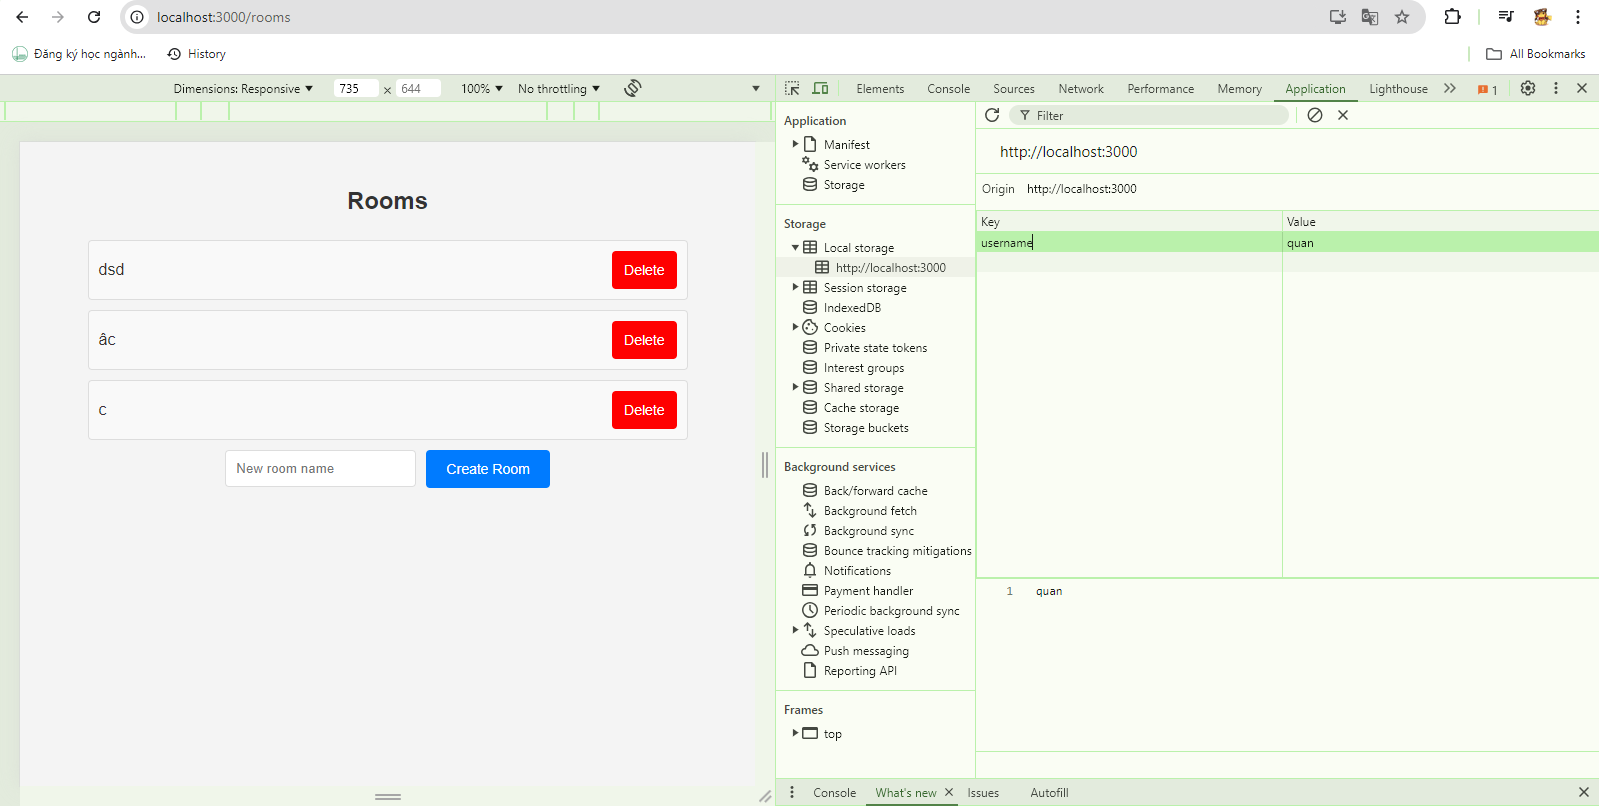 localhost:3000/rooms
Đăng ký học ngành...
History
All Bookmarks
Dimensions: Responsive
735 × 644
100%
No throttling
Elements
Console
Sources
Network
Performance
Memory
Application
Lighthouse
1
Rooms
dsd
Delete
âc
Delete
c
Delete
New room name
Create Room
Application
Manifest
Service workers
Storage
Storage
Local storage
http://localhost:3000
Session storage
IndexedDB
Cookies
Private state tokens
Interest groups
Shared storage
Cache storage
Storage buckets
Background services
Back/forward cache
Background fetch
Background sync
Bounce tracking mitigations
Notifications
Payment handler
Periodic background sync
Speculative loads
Push messaging
Reporting API
Frames
top
Filter
http://localhost:3000
Origin http://localhost:3000
Key Value
username quan
1 quan
Console
What's new
Issues
Autofill